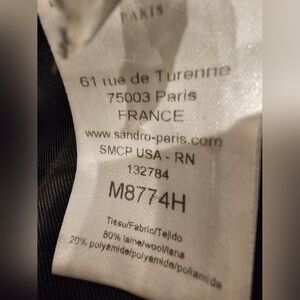 PARIS
61 rue de Turenne
75003 Paris
FRANCE
www.sandro-paris.com
SMCP USA - RN
132784
M8774H
Tissu/Fabric/Tejido
80% laine/wool/lana
20% polyamide/polyamide/poliamida